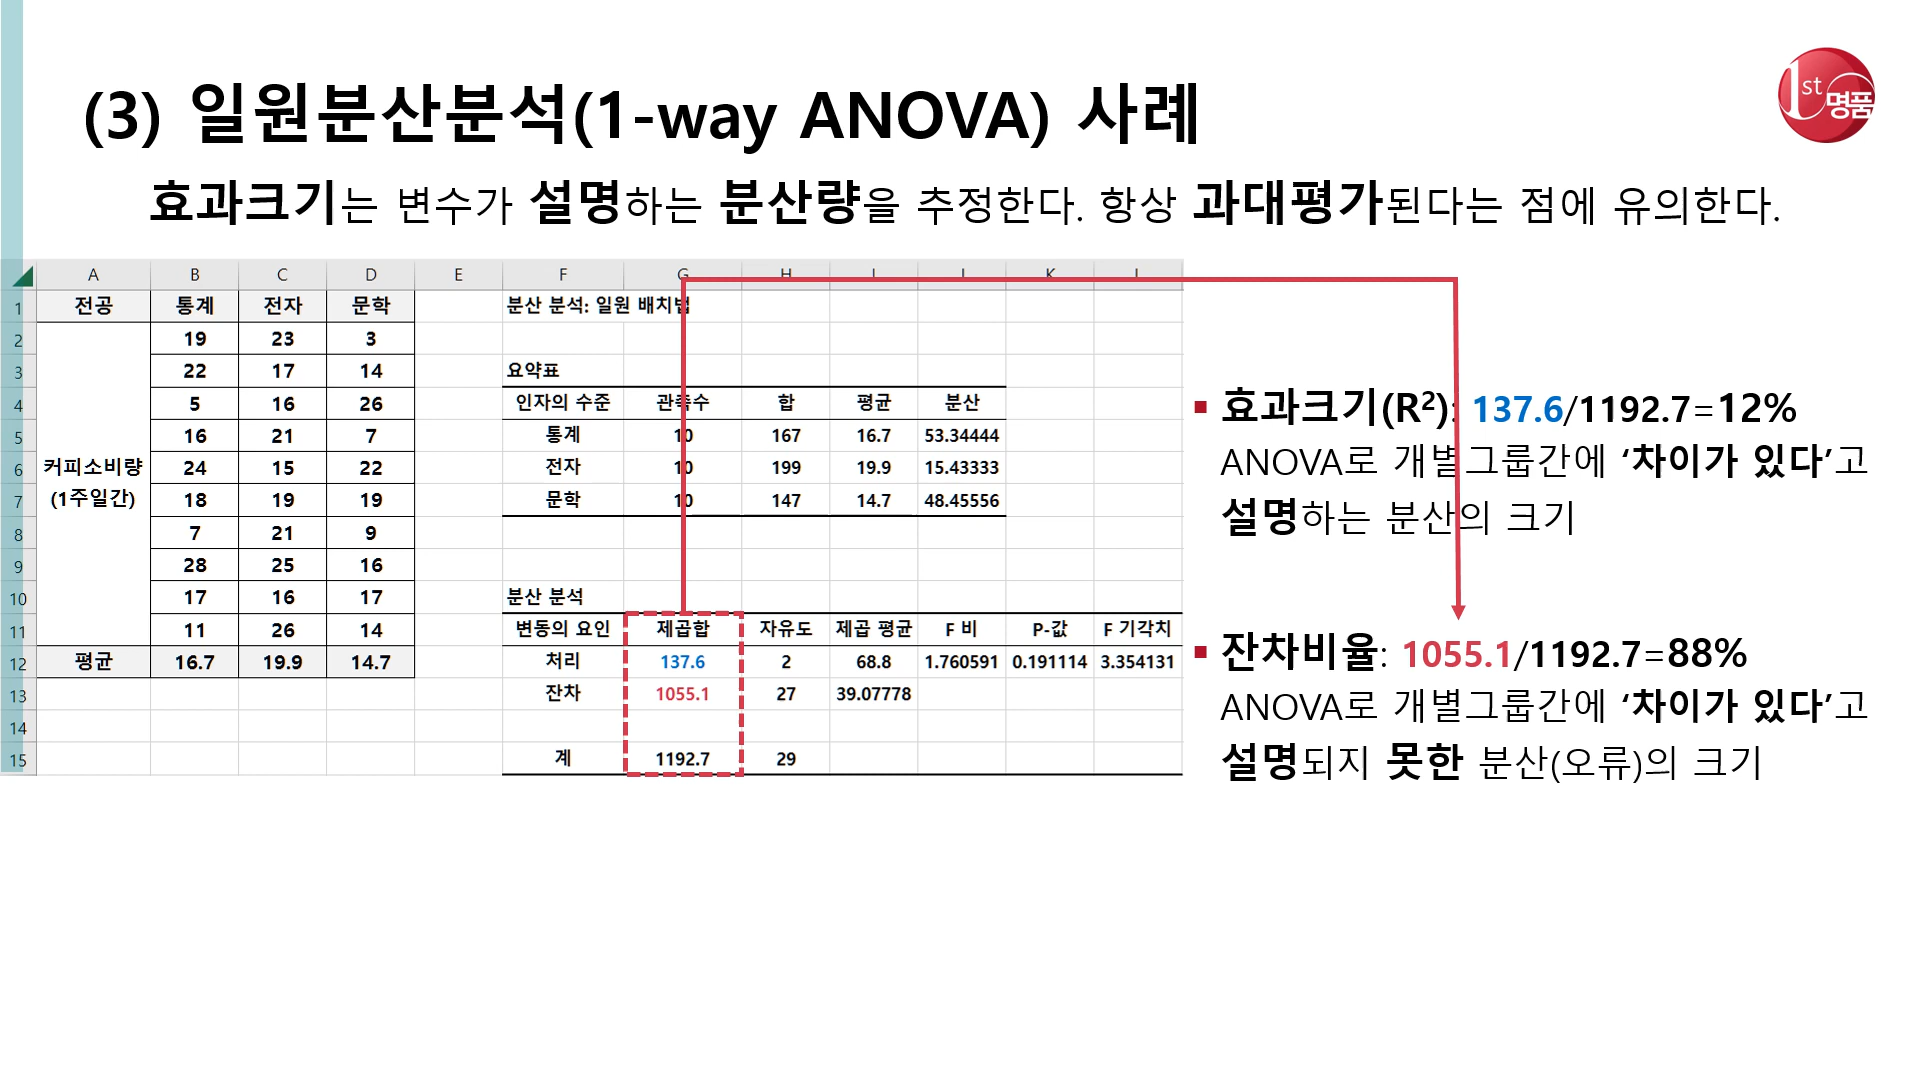 (3) 일원분산분석(1-way ANOVA) 사례
1st 명품
효과크기는 변수가 설명하는 분산량을 추정한다. 항상 과대평가된다는 점에 유의한다.
A B C D E F G H I J K L
1 전공 통계 전자 문학 분산 분석: 일원 배치법
2 19 23 3
3 22 17 14 요약표
4 5 16 26 인자의 수준 관측수 합 평균 분산
5 16 21 7 통계 10 167 16.7 53.34444
6 커피소비량 24 15 22 전자 10 199 19.9 15.43333
7 (1주일간) 18 19 19 문학 10 147 14.7 48.45556
8 7 21 9
9 28 25 16
10 17 16 17 분산 분석
11 11 26 14 변동의 요인 제곱합 자유도 제곱 평균 F 비 P-값 F 기각치
12 평균 16.7 19.9 14.7 처리 137.6 2 68.8 1.760591 0.191114 3.354131
13 잔차 1055.1 27 39.07778
14
15 계 1192.7 29
▪ 효과크기(R²): 137.6/1192.7=12%
ANOVA로 개별그룹간에 ‘차이가 있다’고
설명하는 분산의 크기
▪ 잔차비율: 1055.1/1192.7=88%
ANOVA로 개별그룹간에 ‘차이가 있다’고
설명되지 못한 분산(오류)의 크기